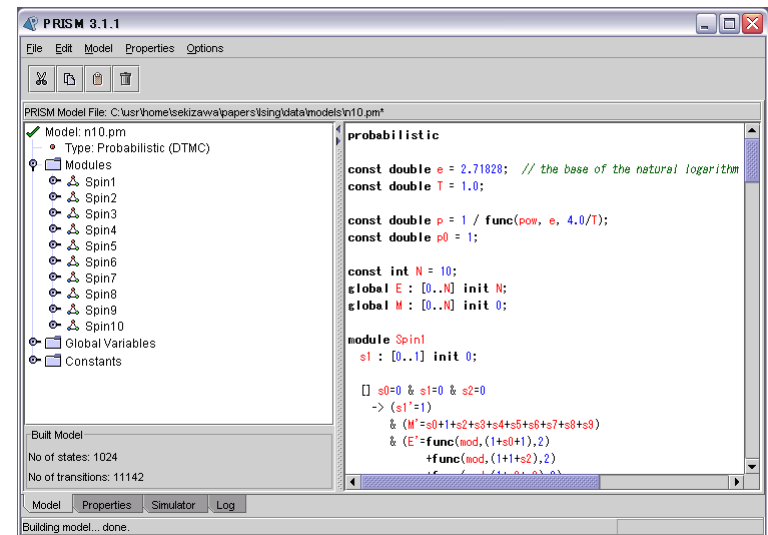 PRISM 3.1.1
File Edit Model Properties Options
PRISM Model File: C:\usr\home\sekizawa\papers\Ising\data\models\n10.pm*
Model: n10.pm
Type: Probabilistic (DTMC)
Modules
Spin1
Spin2
Spin3
Spin4
Spin5
Spin6
Spin7
Spin8
Spin9
Spin10
Global Variables
Constants
Built Model
No of states: 1024
No of transitions: 11142
probabilistic
const double e = 2.71828;  // the base of the natural logarithm
const double T = 1.0;
const double p = 1 / func(pow, e, 4.0/T);
const double p0 = 1;
const int N = 10;
global E : [0..N] init N;
global M : [0..N] init 0;
module Spin1
s1 : [0..1] init 0;
[] s0=0 & s1=0 & s2=0
-> (s1'=1)
& (M'=s0+1+s2+s3+s4+s5+s6+s7+s8+s9)
& (E'=func(mod,(1+s0+1),2)
+func(mod,(1+1+s2),2)
Model Properties Simulator Log
Building model... done.